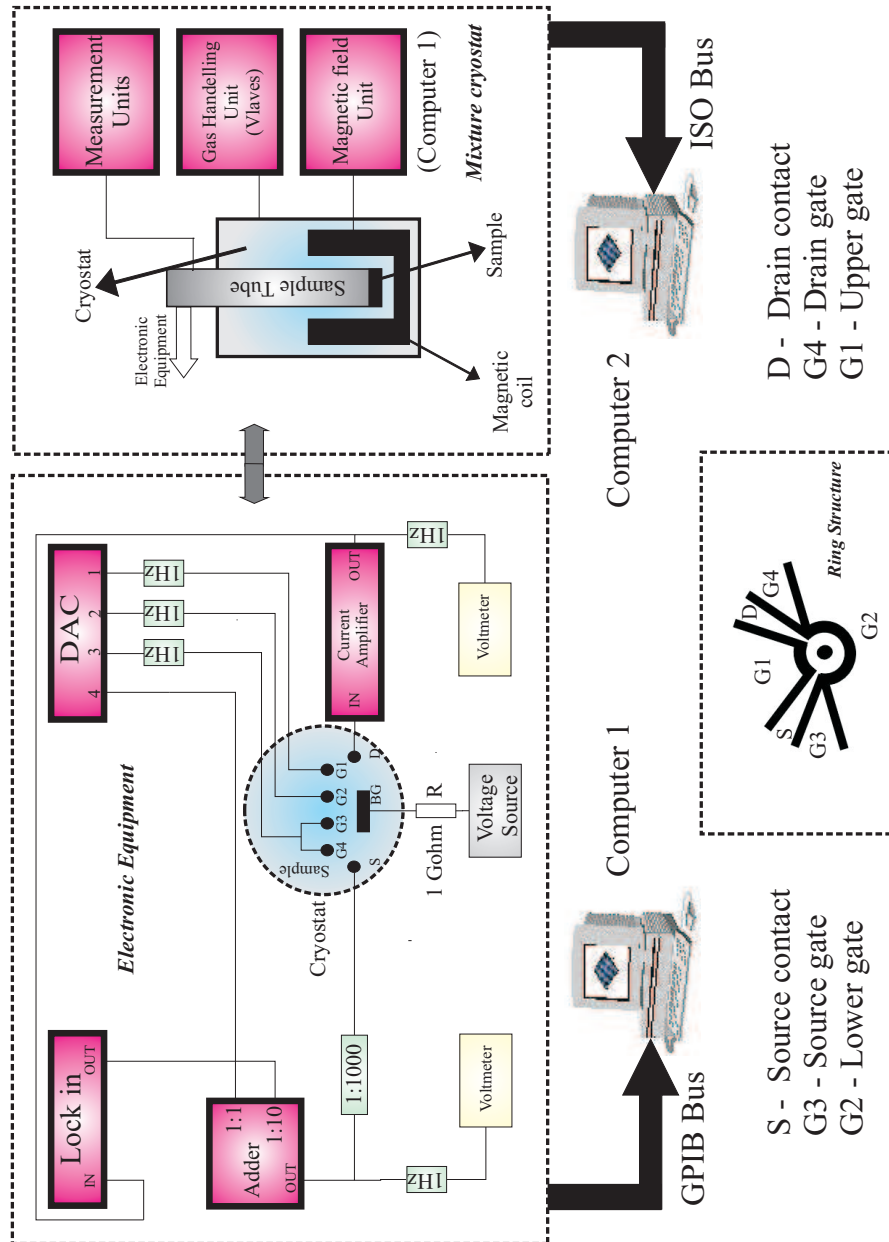 Electronic Equipment
Lock in
IN
OUT
DAC
4
3
2
1
1Hz
1Hz
1Hz
Adder
1:1
1:10
OUT
1:1000
1Hz
Voltmeter
Cryostat
Sample
G4
G3
G2
G1
S
BG
D
1 Gohm
R
Voltage
Source
IN
Current
Amplifier
OUT
1Hz
Voltmeter
Cryostat
Electronic
Equipment
Sample Tube
Magnetic
coil
Sample
Measurement
Units
Gas Handelling
Unit
(Vlaves)
Magnetic field
Unit
(Computer 1)
Mixture cryostat
GPIB Bus
Computer 1
Computer 2
ISO Bus
S - Source contact
G3 - Source gate
G2 - Lower gate
S
G1
D
G4
G3
G2
Ring Structure
D - Drain contact
G4 - Drain gate
G1 - Upper gate